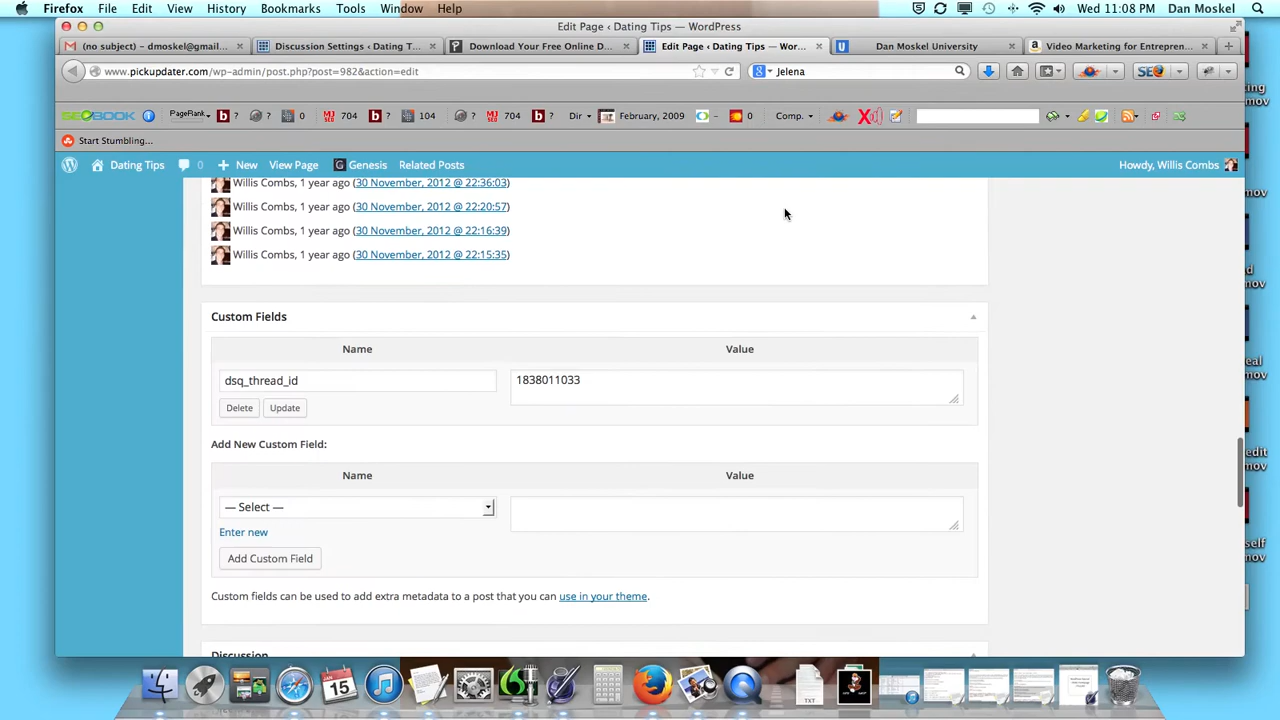 Firefox File Edit View History Bookmarks Tools Window Help Wed 11:08 PM Dan Moskel
Edit Page ‹ Dating Tips — WordPress
(no subject) - dmoskel@gmail... × Discussion Settings ‹ Dating T... × Download Your Free Online D... × Edit Page ‹ Dating Tips — Wor... × Dan Moskel University × Video Marketing for Entrepren... ×
www.pickupdater.com/wp-admin/post.php?post=982&action=edit Jelena SEO
GEOBOOK PageRank ? ? 0 704 ? 104 ? 704 ? Dir February, 2009 0 Comp.
Start Stumbling...
Dating Tips 0 New View Page Genesis Related Posts Howdy, Willis Combs
Willis Combs, 1 year ago (30 November, 2012 @ 22:36:03)
Willis Combs, 1 year ago (30 November, 2012 @ 22:20:57)
Willis Combs, 1 year ago (30 November, 2012 @ 22:16:39)
Willis Combs, 1 year ago (30 November, 2012 @ 22:15:35)
Custom Fields
Name Value
dsq_thread_id 1838011033
Delete Update
Add New Custom Field:
Name Value
— Select —
Enter new
Add Custom Field
Custom fields can be used to add extra metadata to a post that you can use in your theme.
Discussion
JAN
15
TXT